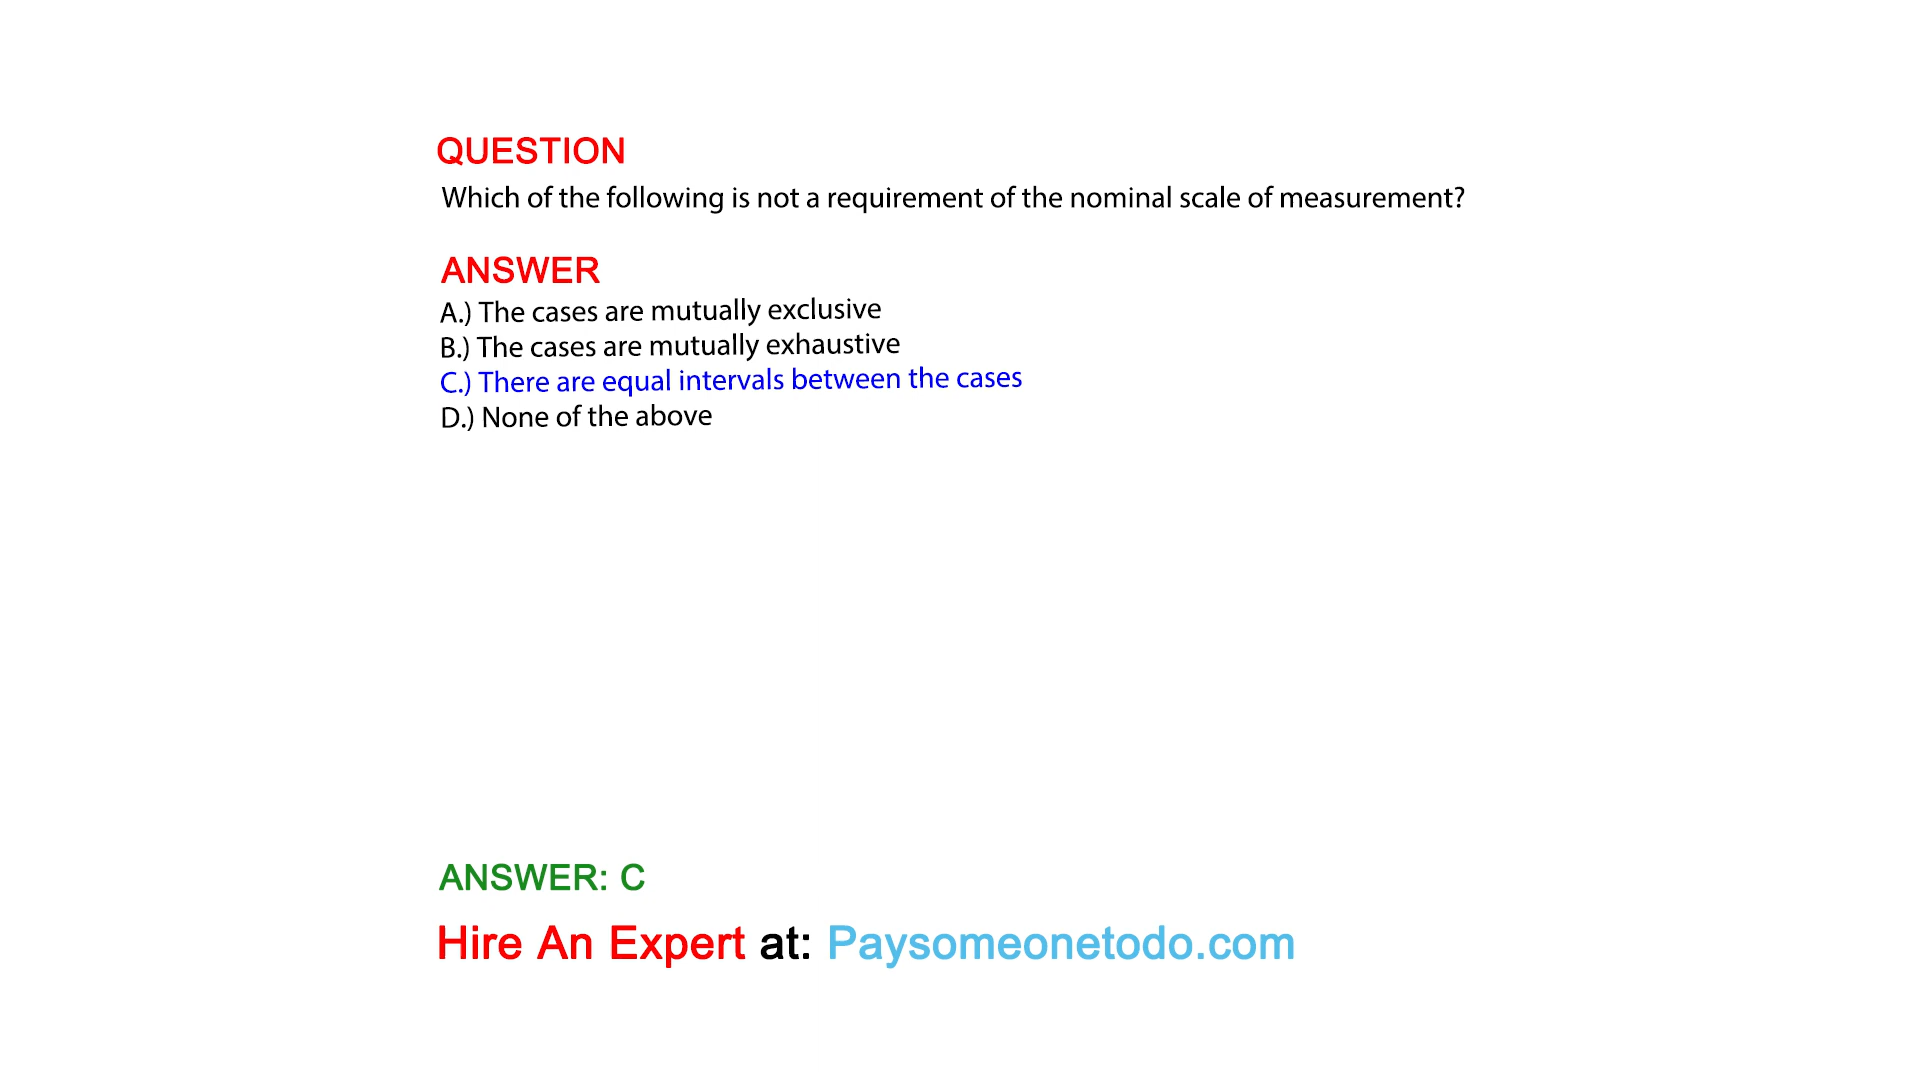 QUESTION
Which of the following is not a requirement of the nominal scale of measurement?
ANSWER
A.) The cases are mutually exclusive
B.) The cases are mutually exhaustive
C.) There are equal intervals between the cases
D.) None of the above
ANSWER: C
Hire An Expert at: Paysomeonetodo.com